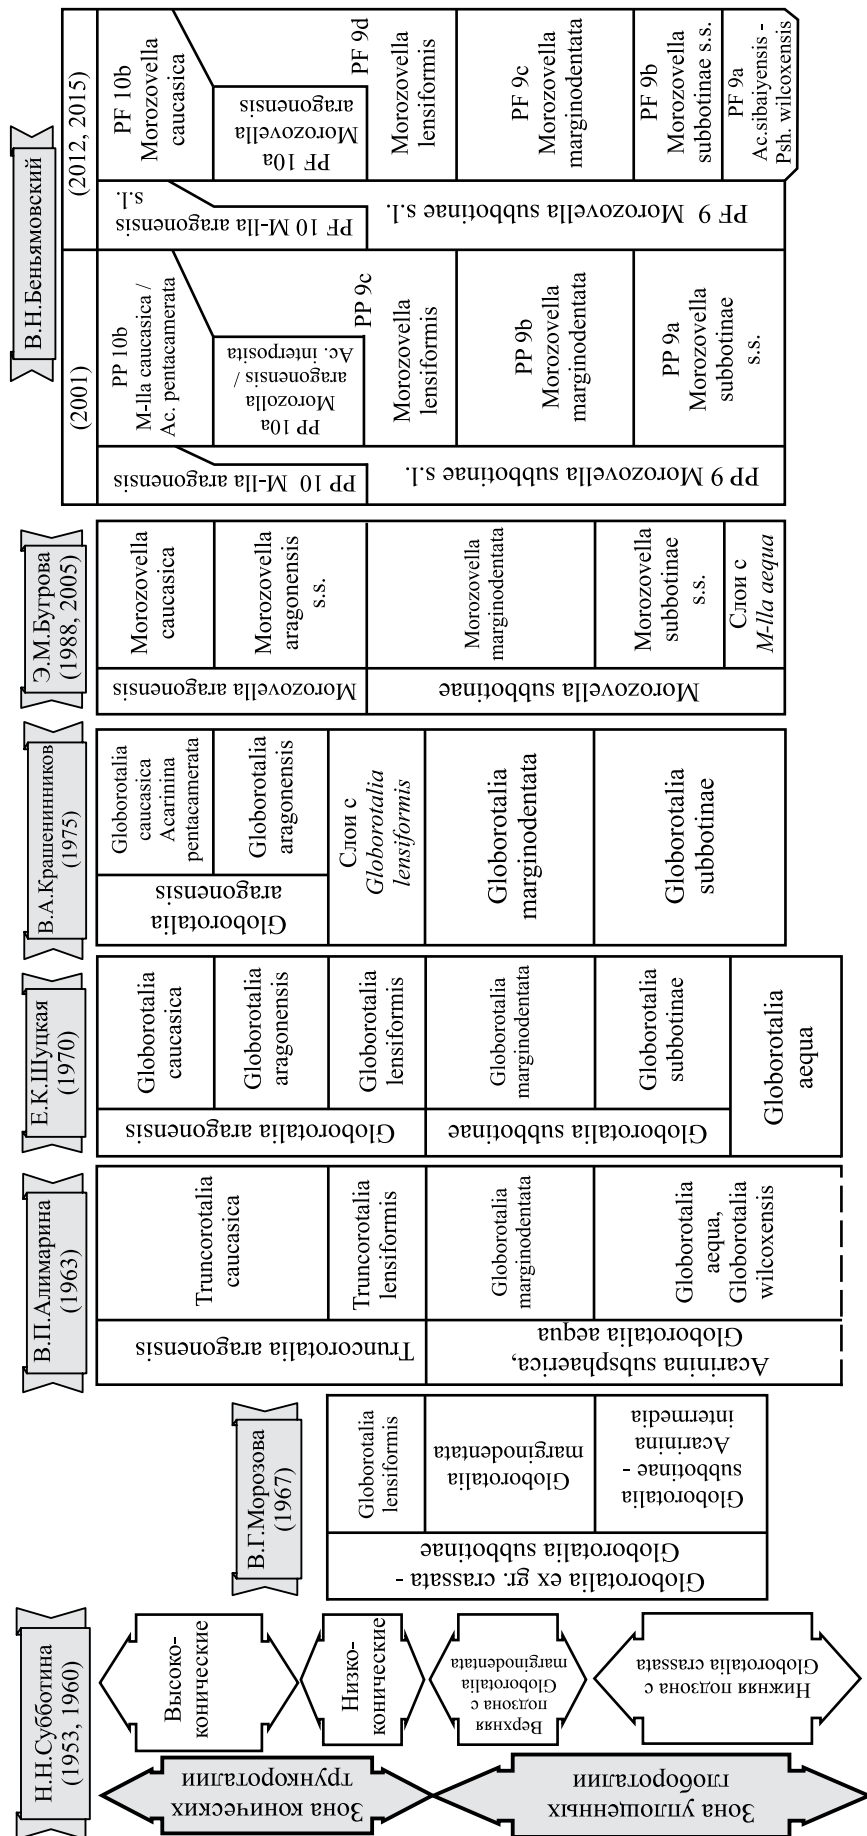 Н.Н.Субботина
(1953, 1960)
Зона конических
трункороталии
Зона уплощенных
глобороталии
Высоко-
конические
Низко-
конические
Верхняя
подзона с
Globorotalia
marginodentata
Нижняя подзона с
Globorotalia crassata
В.Г.Морозова
(1967)
Globorotalia ex gr. crassata -
Globorotalia subbotinae
Globorotalia
lensiformis
Globorotalia
marginodentata
Globorotalia
subbotinae -
Acarinina
intermedia
В.П.Алимарина
(1963)
Truncorotalia aragonensis
Acarinina subsphaerica,
Globorotalia aequa
Truncorotalia
caucasica
Truncorotalia
lensiformis
Globorotalia
marginodentata
Globorotalia
aequa,
Globorotalia
wilcoxensis
Е.К.Шуцкая
(1970)
Globorotalia aragonensis
Globorotalia subbotinae
Globorotalia
caucasica
Globorotalia
aragonensis
Globorotalia
lensiformis
Globorotalia
marginodentata
Globorotalia
subbotinae
Globorotalia
aequa
В.А.Крашенинников
(1975)
Globorotalia
aragonensis
Globorotalia
caucasica
Acarinina
pentacamerata
Globorotalia
aragonensis
Слои с
Globorotalia
lensiformis
Globorotalia
marginodentata
Globorotalia
subbotinae
Э.М.Бугрова
(1988, 2005)
Morozovella aragonensis
Morozovella subbotinae
Morozovella
caucasica
Morozovella
aragonensis
s.s.
Morozovella
marginodentata
Morozovella
subbotinae
s.s.
Слои с
M-lla aequa
В.Н.Беньямовский
(2001)
PP 10 M-lla aragonensis
PP 9 Morozovella subbotinae s.l.
PP 10b
M-lla caucasica /
Ac. pentacamerata
PP 10a
Morozolla
aragonensis /
Ac. interposita
PP 9c
Morozovella
lensiformis
PP 9b
Morozovella
marginodentata
PP 9a
Morozovella
subbotinae
s.s.
(2012, 2015)
PF 10 M-lla aragonensis
s.l.
PF 9 Morozovella subbotinae s.l.
PF 10b
Morozovella
caucasica
PF 10a
Morozovella
aragonensis
PF 9d
Morozovella
lensiformis
PF 9c
Morozovella
marginodentata
PF 9b
Morozovella
subbotinae s.s.
PF 9a
Ac.sibaiyensis -
Psh. wilcoxensis